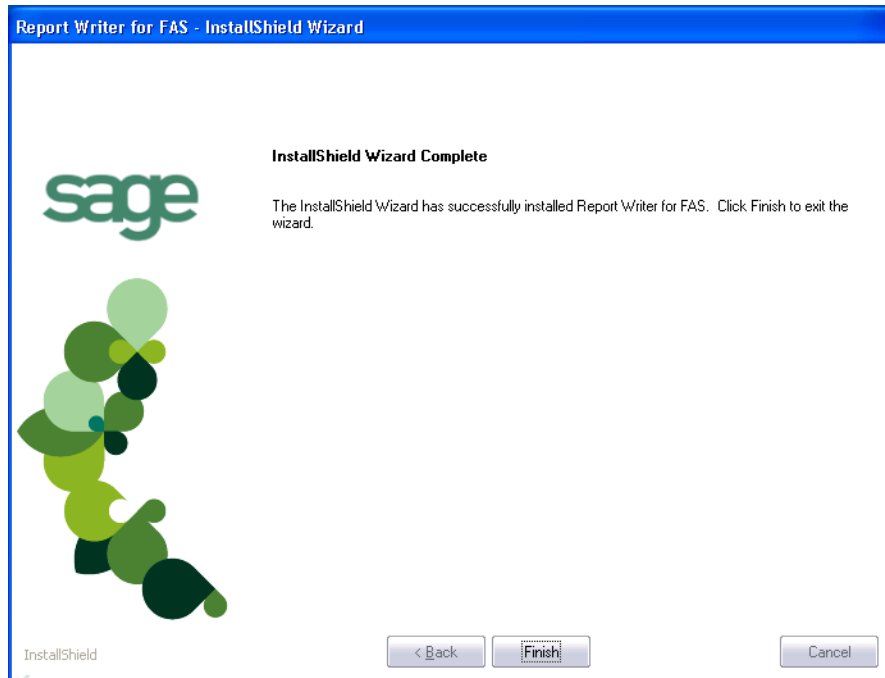 Report Writer for FAS - InstallShield Wizard
InstallShield Wizard Complete
sage
The InstallShield Wizard has successfully installed Report Writer for FAS. Click Finish to exit the
wizard.
InstallShield
< Back
Finish
Cancel